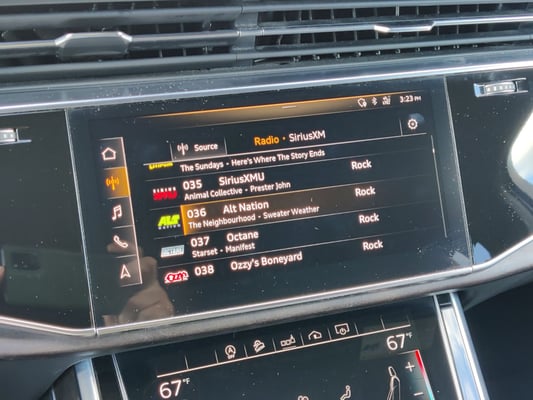 3:23 PM
Source
Radio • SiriusXM
The Sundays • Here's Where The Story Ends
035 SiriusXMU Rock
Animal Collective • Prester John
036 Alt Nation Rock
The Neighbourhood • Sweater Weather
ALT
NATION
037 Octane Rock
Starset • Manifest
038 Ozzy's Boneyard
67°F
67°F